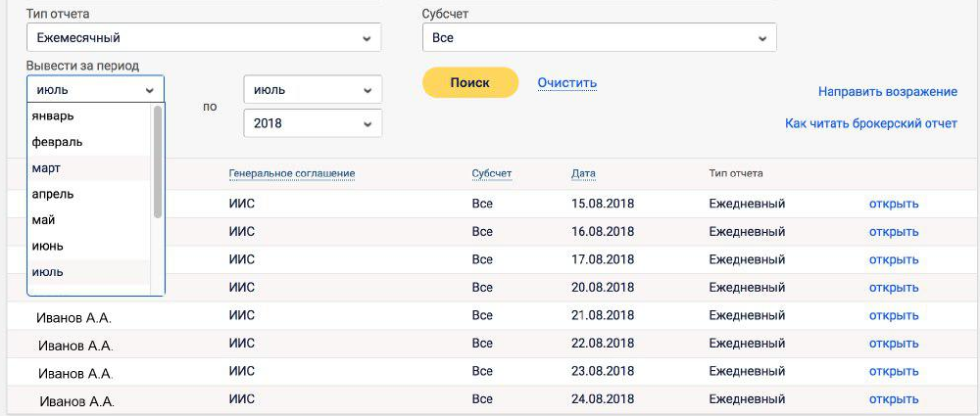 Тип отчета Субсчет
Ежемесячный Все
Вывести за период
июль по июль Поиск Очистить Направить возражение
2018 Как читать брокерский отчет
январь
февраль
март
апрель
май
июнь
июль
Генеральное соглашение Субсчет Дата Тип отчета
ИИС Все 15.08.2018 Ежедневный открыть
ИИС Все 16.08.2018 Ежедневный открыть
ИИС Все 17.08.2018 Ежедневный открыть
ИИС Все 20.08.2018 Ежедневный открыть
Иванов А.А. ИИС Все 21.08.2018 Ежедневный открыть
Иванов А.А. ИИС Все 22.08.2018 Ежедневный открыть
Иванов А.А. ИИС Все 23.08.2018 Ежедневный открыть
Иванов А.А. ИИС Все 24.08.2018 Ежедневный открыть